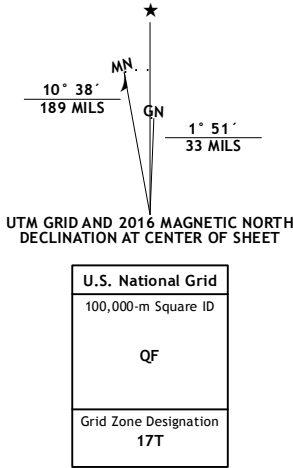 ★
MN
10° 38´
189 MILS
GN
1° 51´
33 MILS
UTM GRID AND 2016 MAGNETIC NORTH
DECLINATION AT CENTER OF SHEET
U.S. National Grid
100,000-m Square ID
QF
Grid Zone Designation
17T